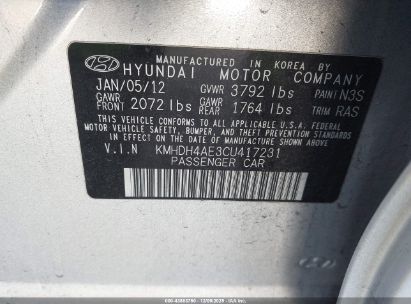 MANUFACTURED IN KOREA BY
HYUNDAI MOTOR COMPANY
JAN/05/12 GVWR 3792 lbs PAINT N3S
GAWR FRONT 2072 lbs GAWR REAR 1764 lbs TRIM RAS
THIS VEHICLE CONFORMS TO ALL APPLICABLE U.S. FEDERAL
MOTOR VEHICLE SAFETY, BUMPER, AND THEFT PREVENTION
STANDARDS IN EFFECT ON THE DATE OF MANUFACTURE SHOWN ABOVE.
V.I.N KMHDH4AE3CU417231
PASSENGER CAR